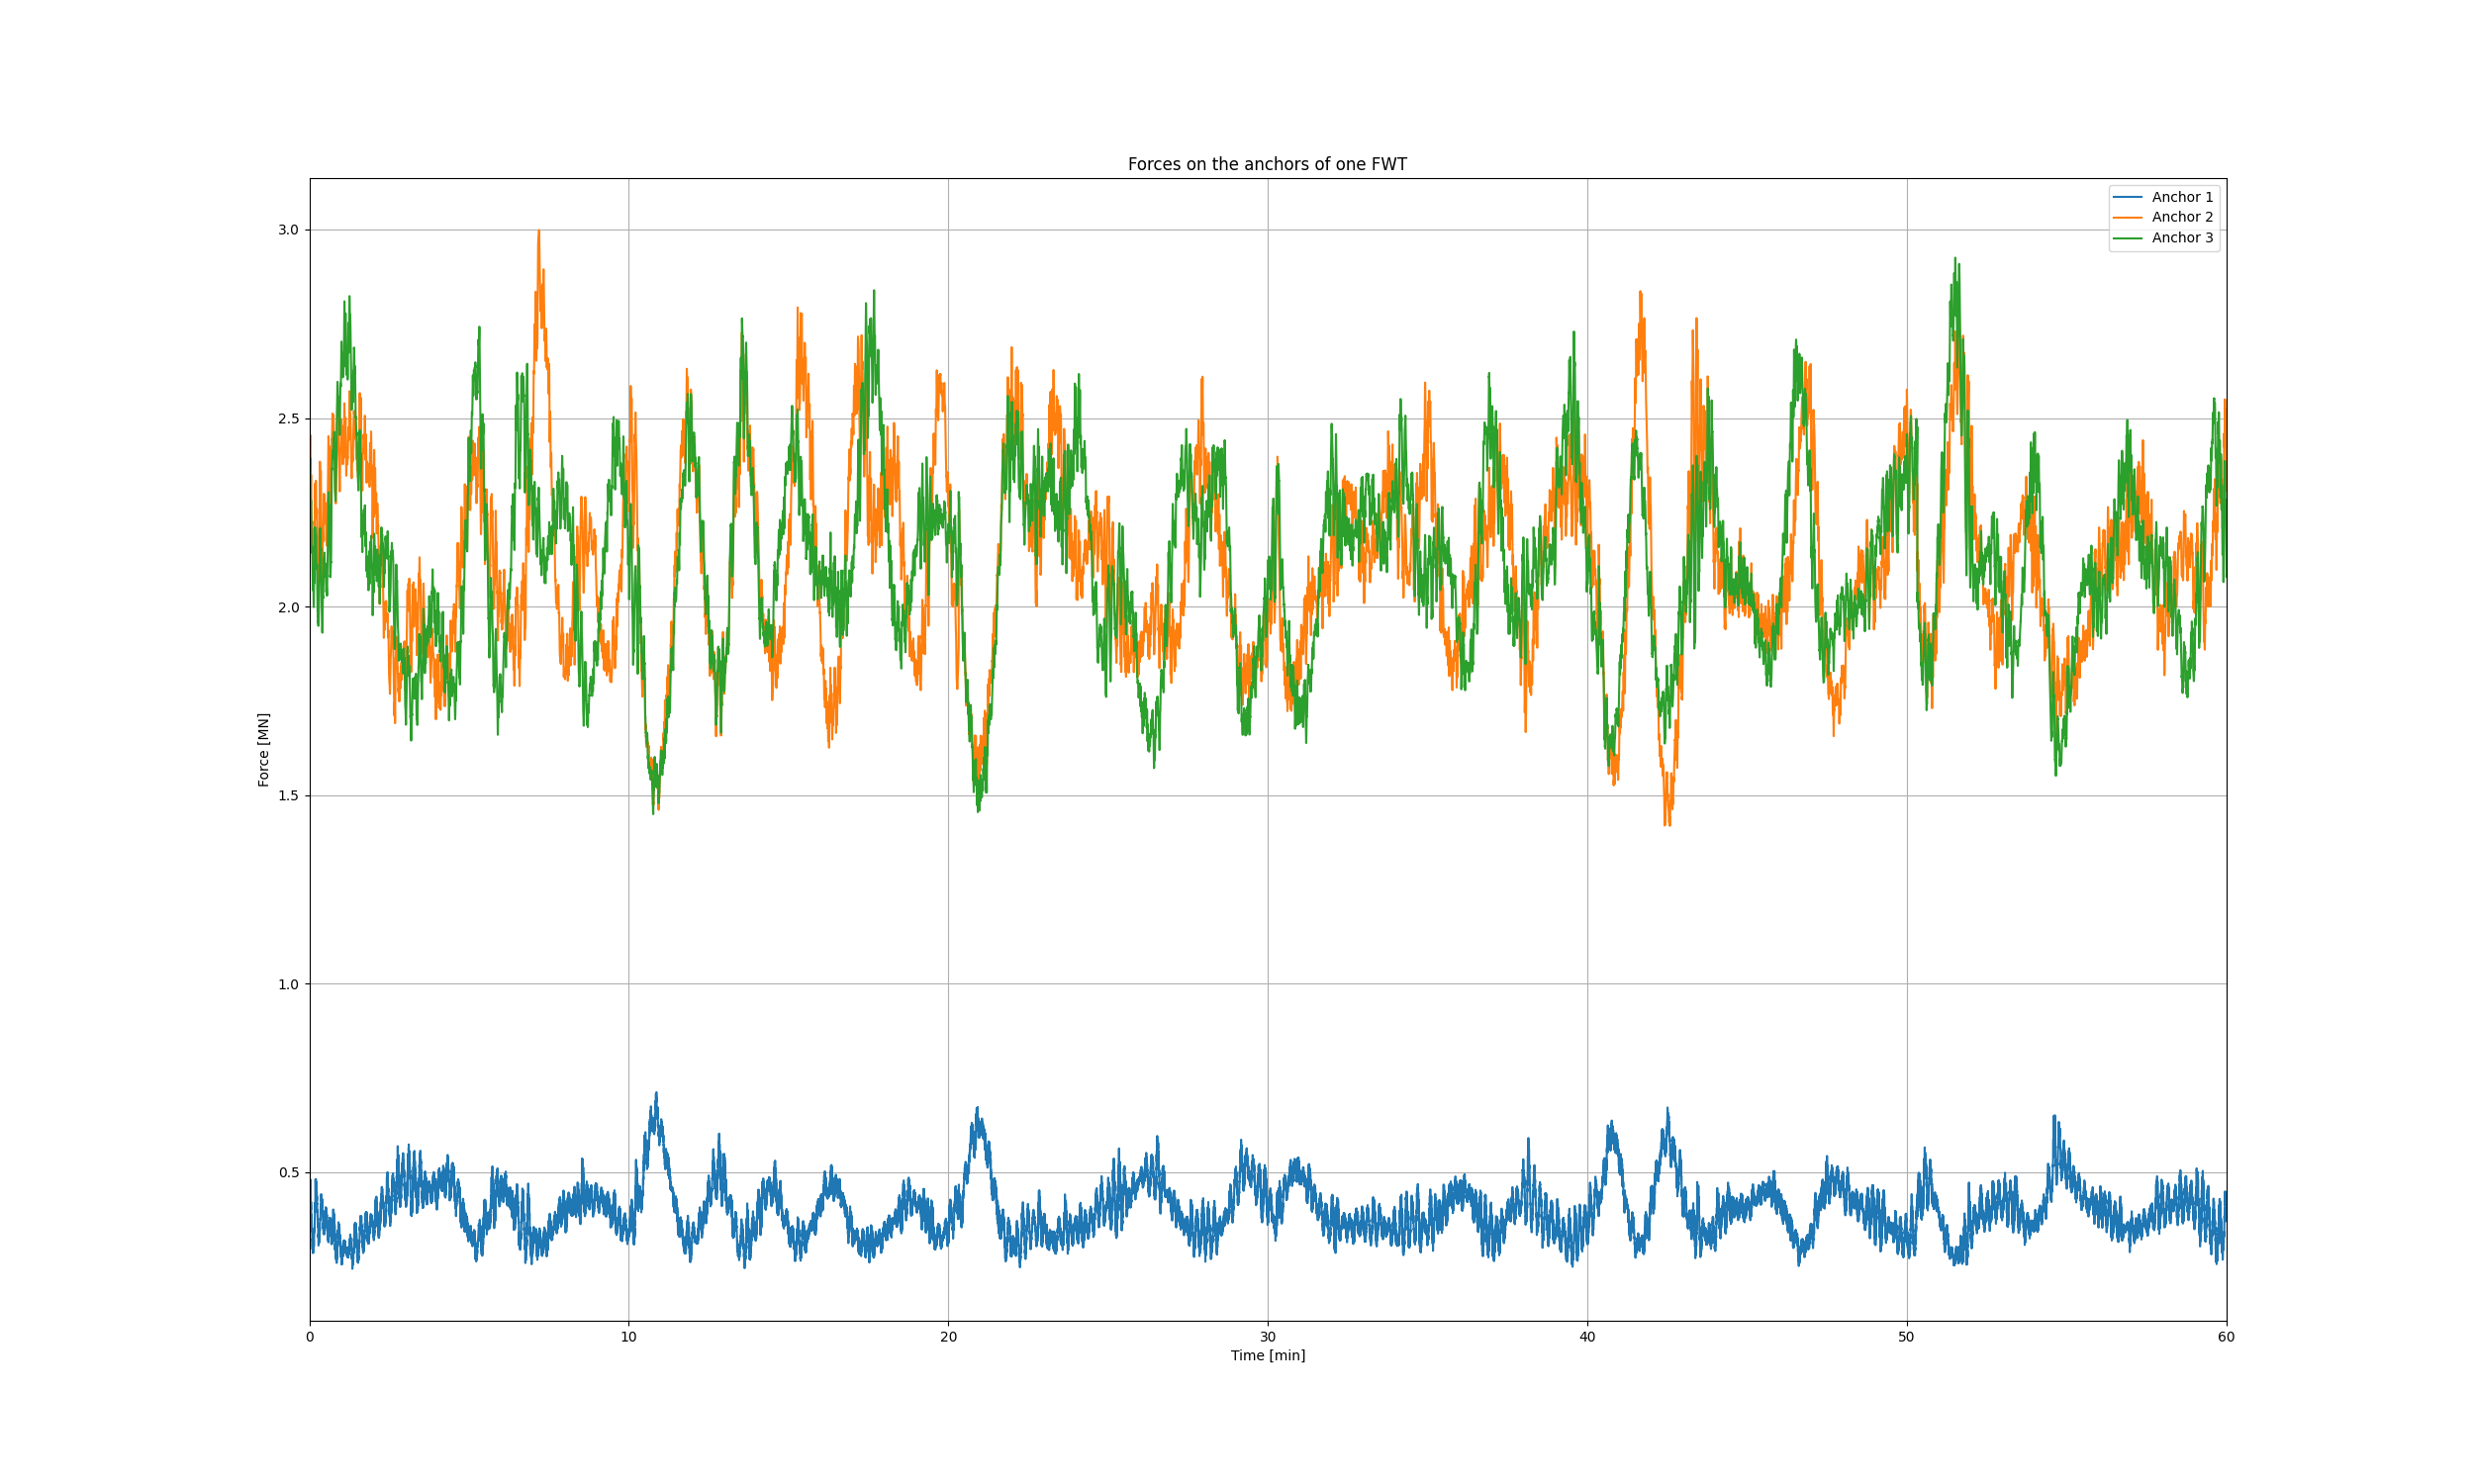 Forces on the anchors of one FWT
Anchor 1
Anchor 2
Anchor 3
Force [MN]
3.0
2.5
2.0
1.5
1.0
0.5
0 10 20 30 40 50 60
Time [min]